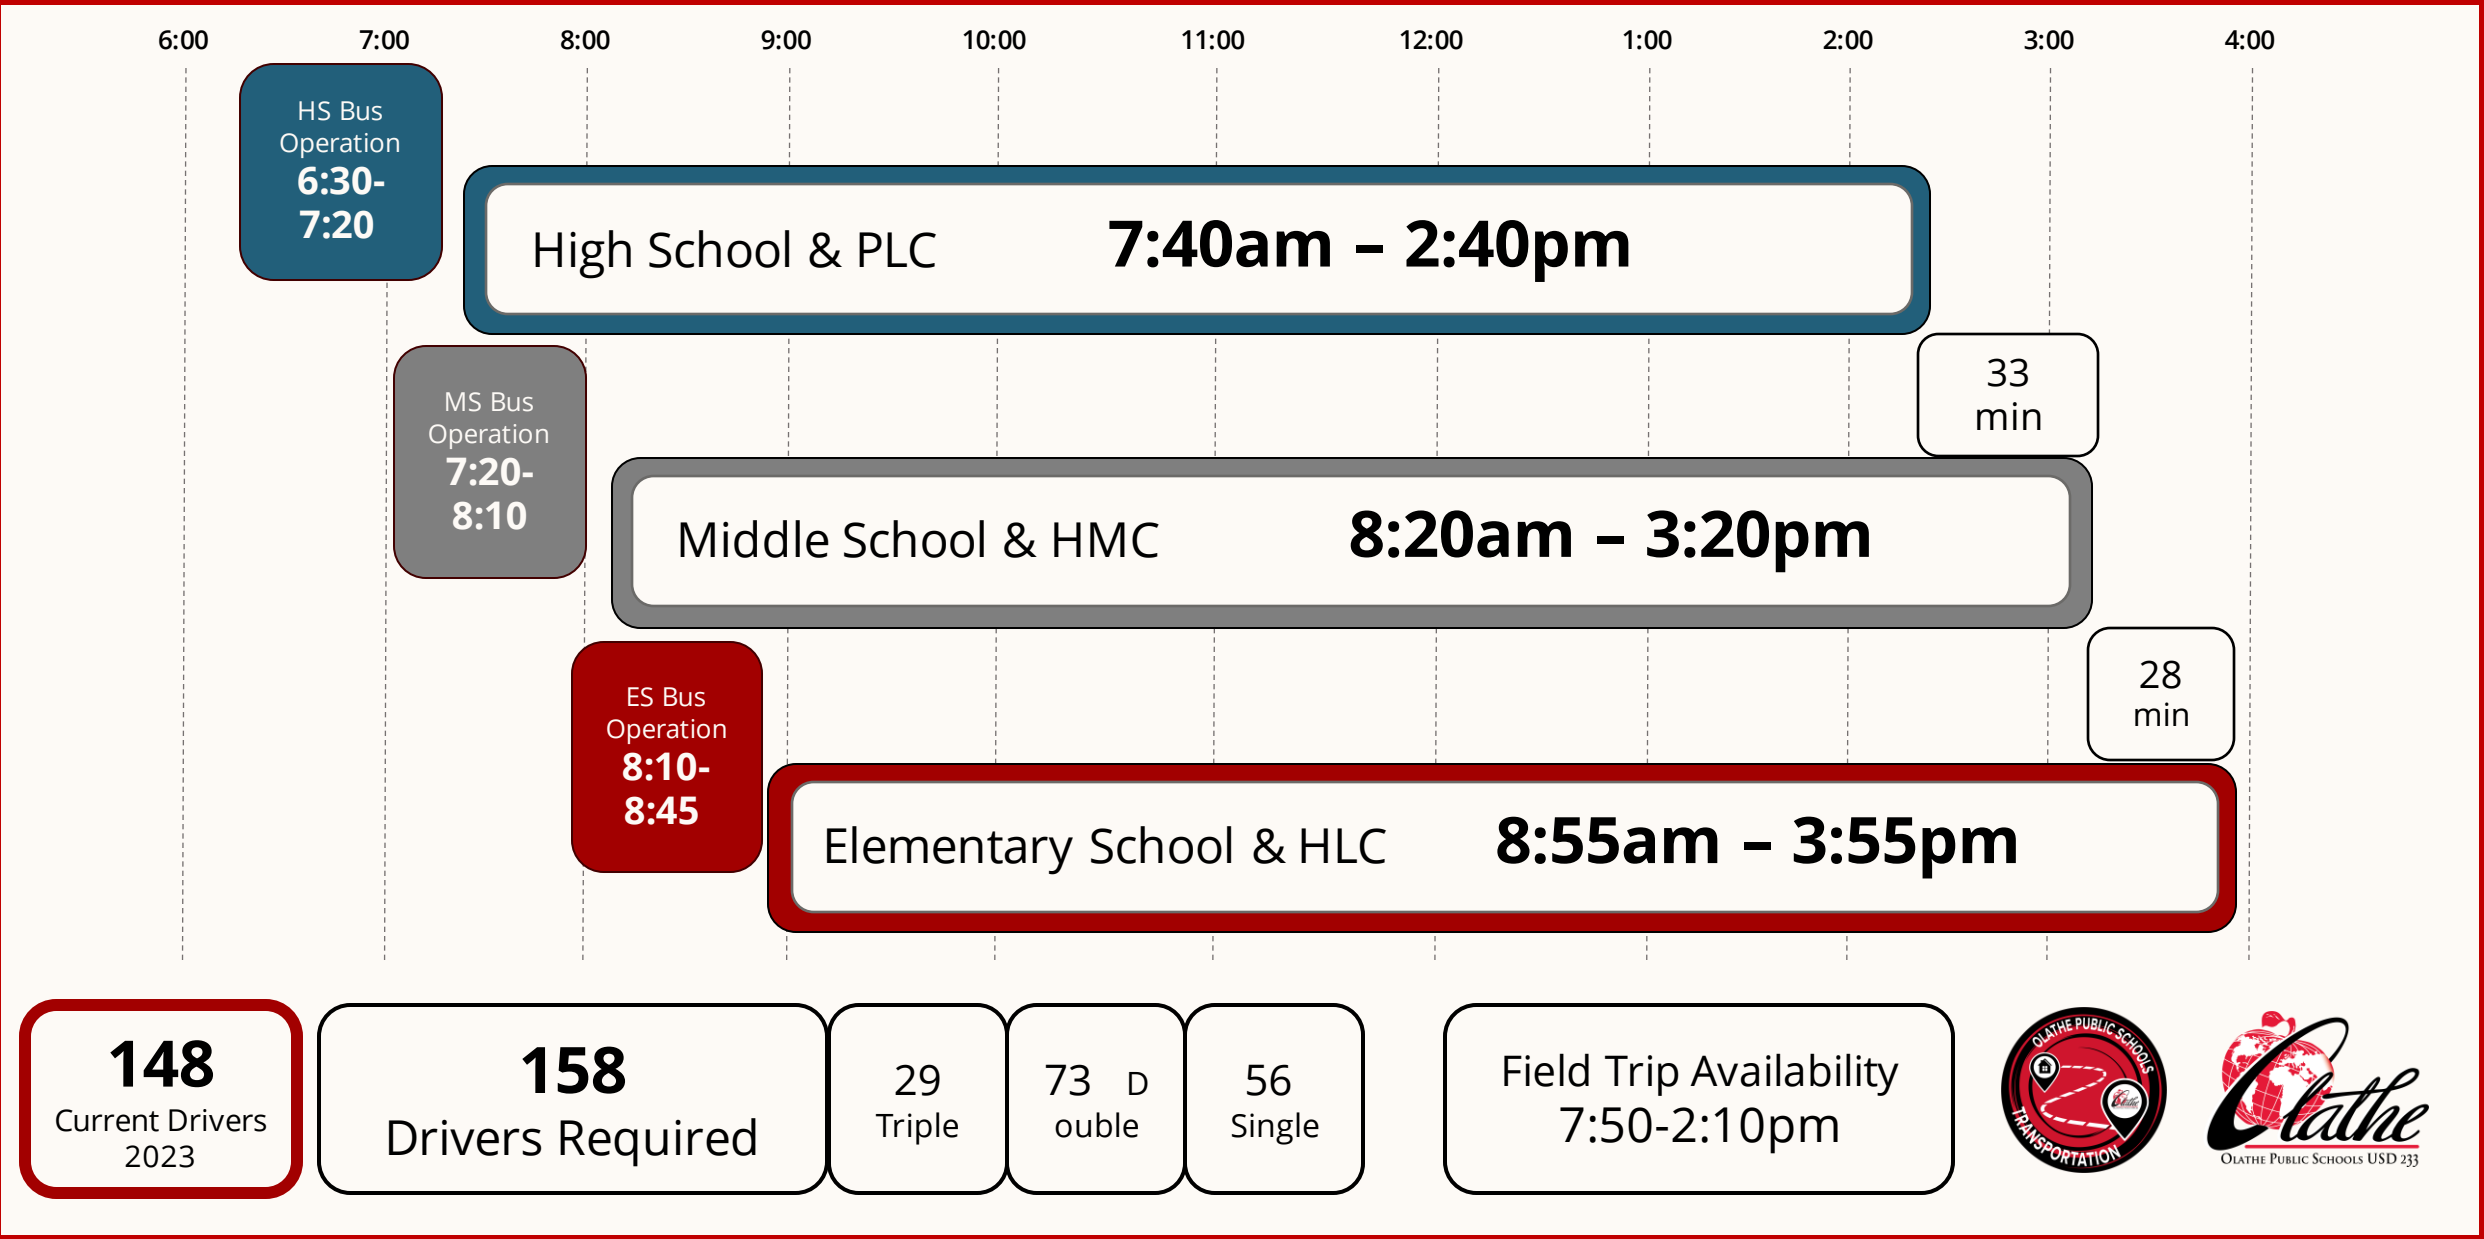 6:00 7:00 8:00 9:00 10:00 11:00 12:00 1:00 2:00 3:00 4:00
HS Bus
Operation
6:30-
7:20
High School & PLC 7:40am – 2:40pm
33
min
MS Bus
Operation
7:20-
8:10
Middle School & HMC 8:20am – 3:20pm
28
min
ES Bus
Operation
8:10-
8:45
Elementary School & HLC 8:55am – 3:55pm
148
Current Drivers
2023
158
Drivers Required
29
Triple
73 D
ouble
56
Single
Field Trip Availability
7:50-2:10pm
OLATHE PUBLIC SCHOOLS
TRANSPORTATION
Olathe
OLATHE PUBLIC SCHOOLS USD 233